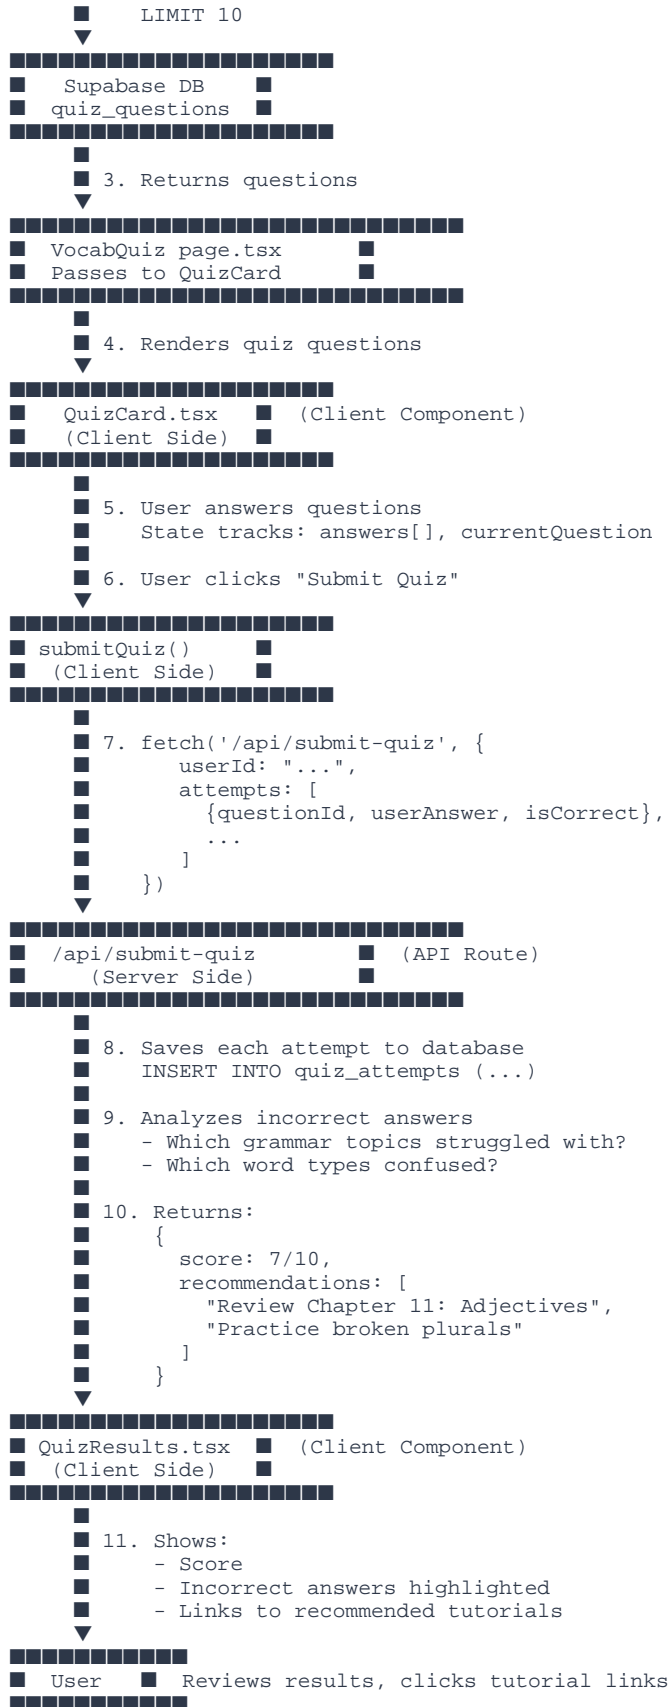 LIMIT 10
Supabase DB
quiz_questions
3. Returns questions
VocabQuiz page.tsx
Passes to QuizCard
4. Renders quiz questions
QuizCard.tsx (Client Component)
(Client Side)
5. User answers questions
State tracks: answers[], currentQuestion
6. User clicks "Submit Quiz"
submitQuiz()
(Client Side)
7. fetch('/api/submit-quiz', {
userId: "...",
attempts: [
{questionId, userAnswer, isCorrect},
...
]
})
/api/submit-quiz (API Route)
(Server Side)
8. Saves each attempt to database
INSERT INTO quiz_attempts (...)
9. Analyzes incorrect answers
- Which grammar topics struggled with?
- Which word types confused?
10. Returns:
{
score: 7/10,
recommendations: [
"Review Chapter 11: Adjectives",
"Practice broken plurals"
]
}
QuizResults.tsx (Client Component)
(Client Side)
11. Shows:
- Score
- Incorrect answers highlighted
- Links to recommended tutorials
User Reviews results, clicks tutorial links